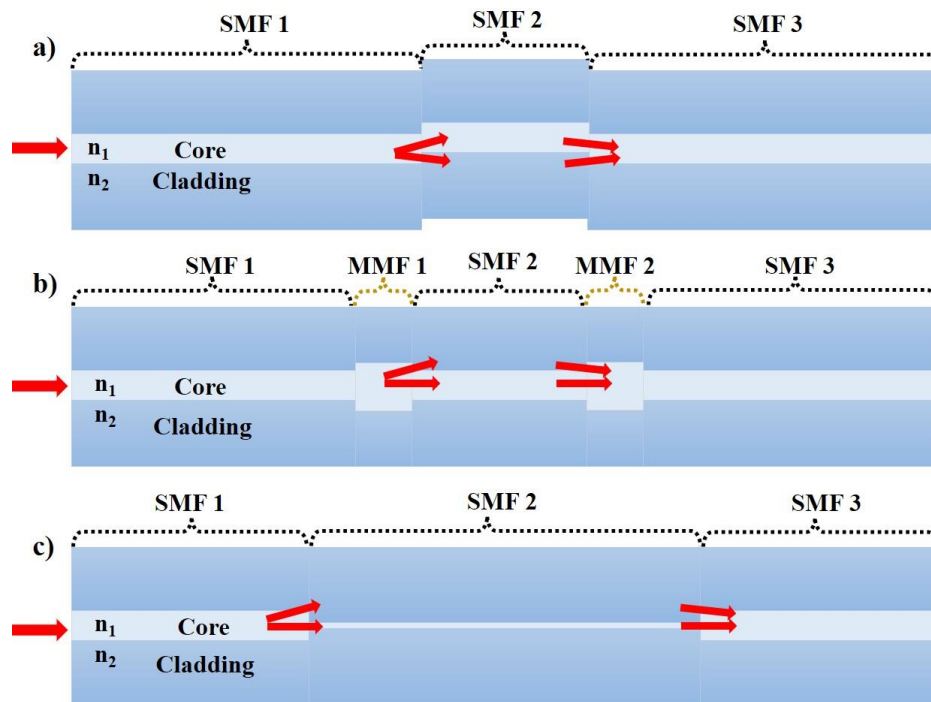 a)
SMF 1
SMF 2
SMF 3
n1
Core
n2
Cladding
b)
SMF 1
MMF 1
SMF 2
MMF 2
SMF 3
n1
Core
n2
Cladding
c)
SMF 1
SMF 2
SMF 3
n1
Core
n2
Cladding